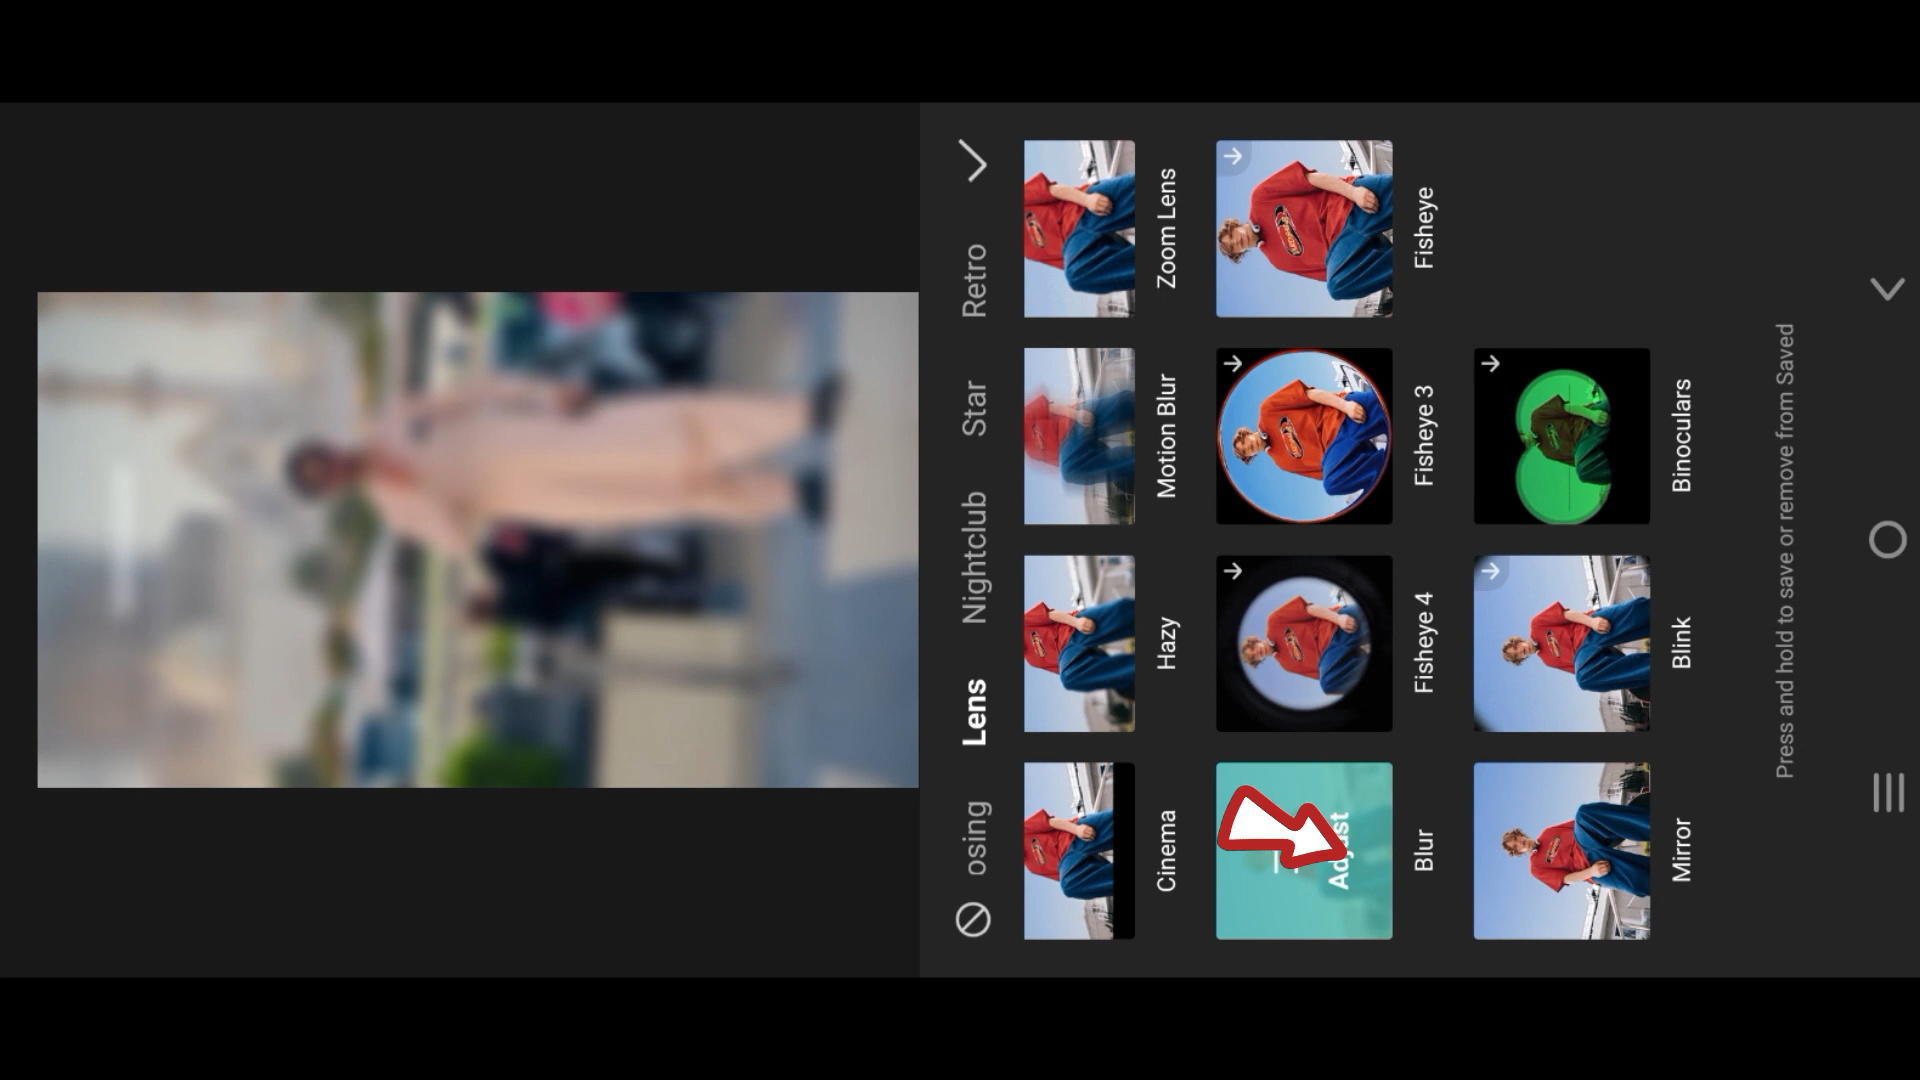 osing
Lens
Nightclub
Star
Retro
Cinema
Hazy
Motion Blur
Zoom Lens
Adjust
Blur
Fisheye 4
Fisheye 3
Fisheye
Mirror
Blink
Binoculars
Press and hold to save or remove from Saved